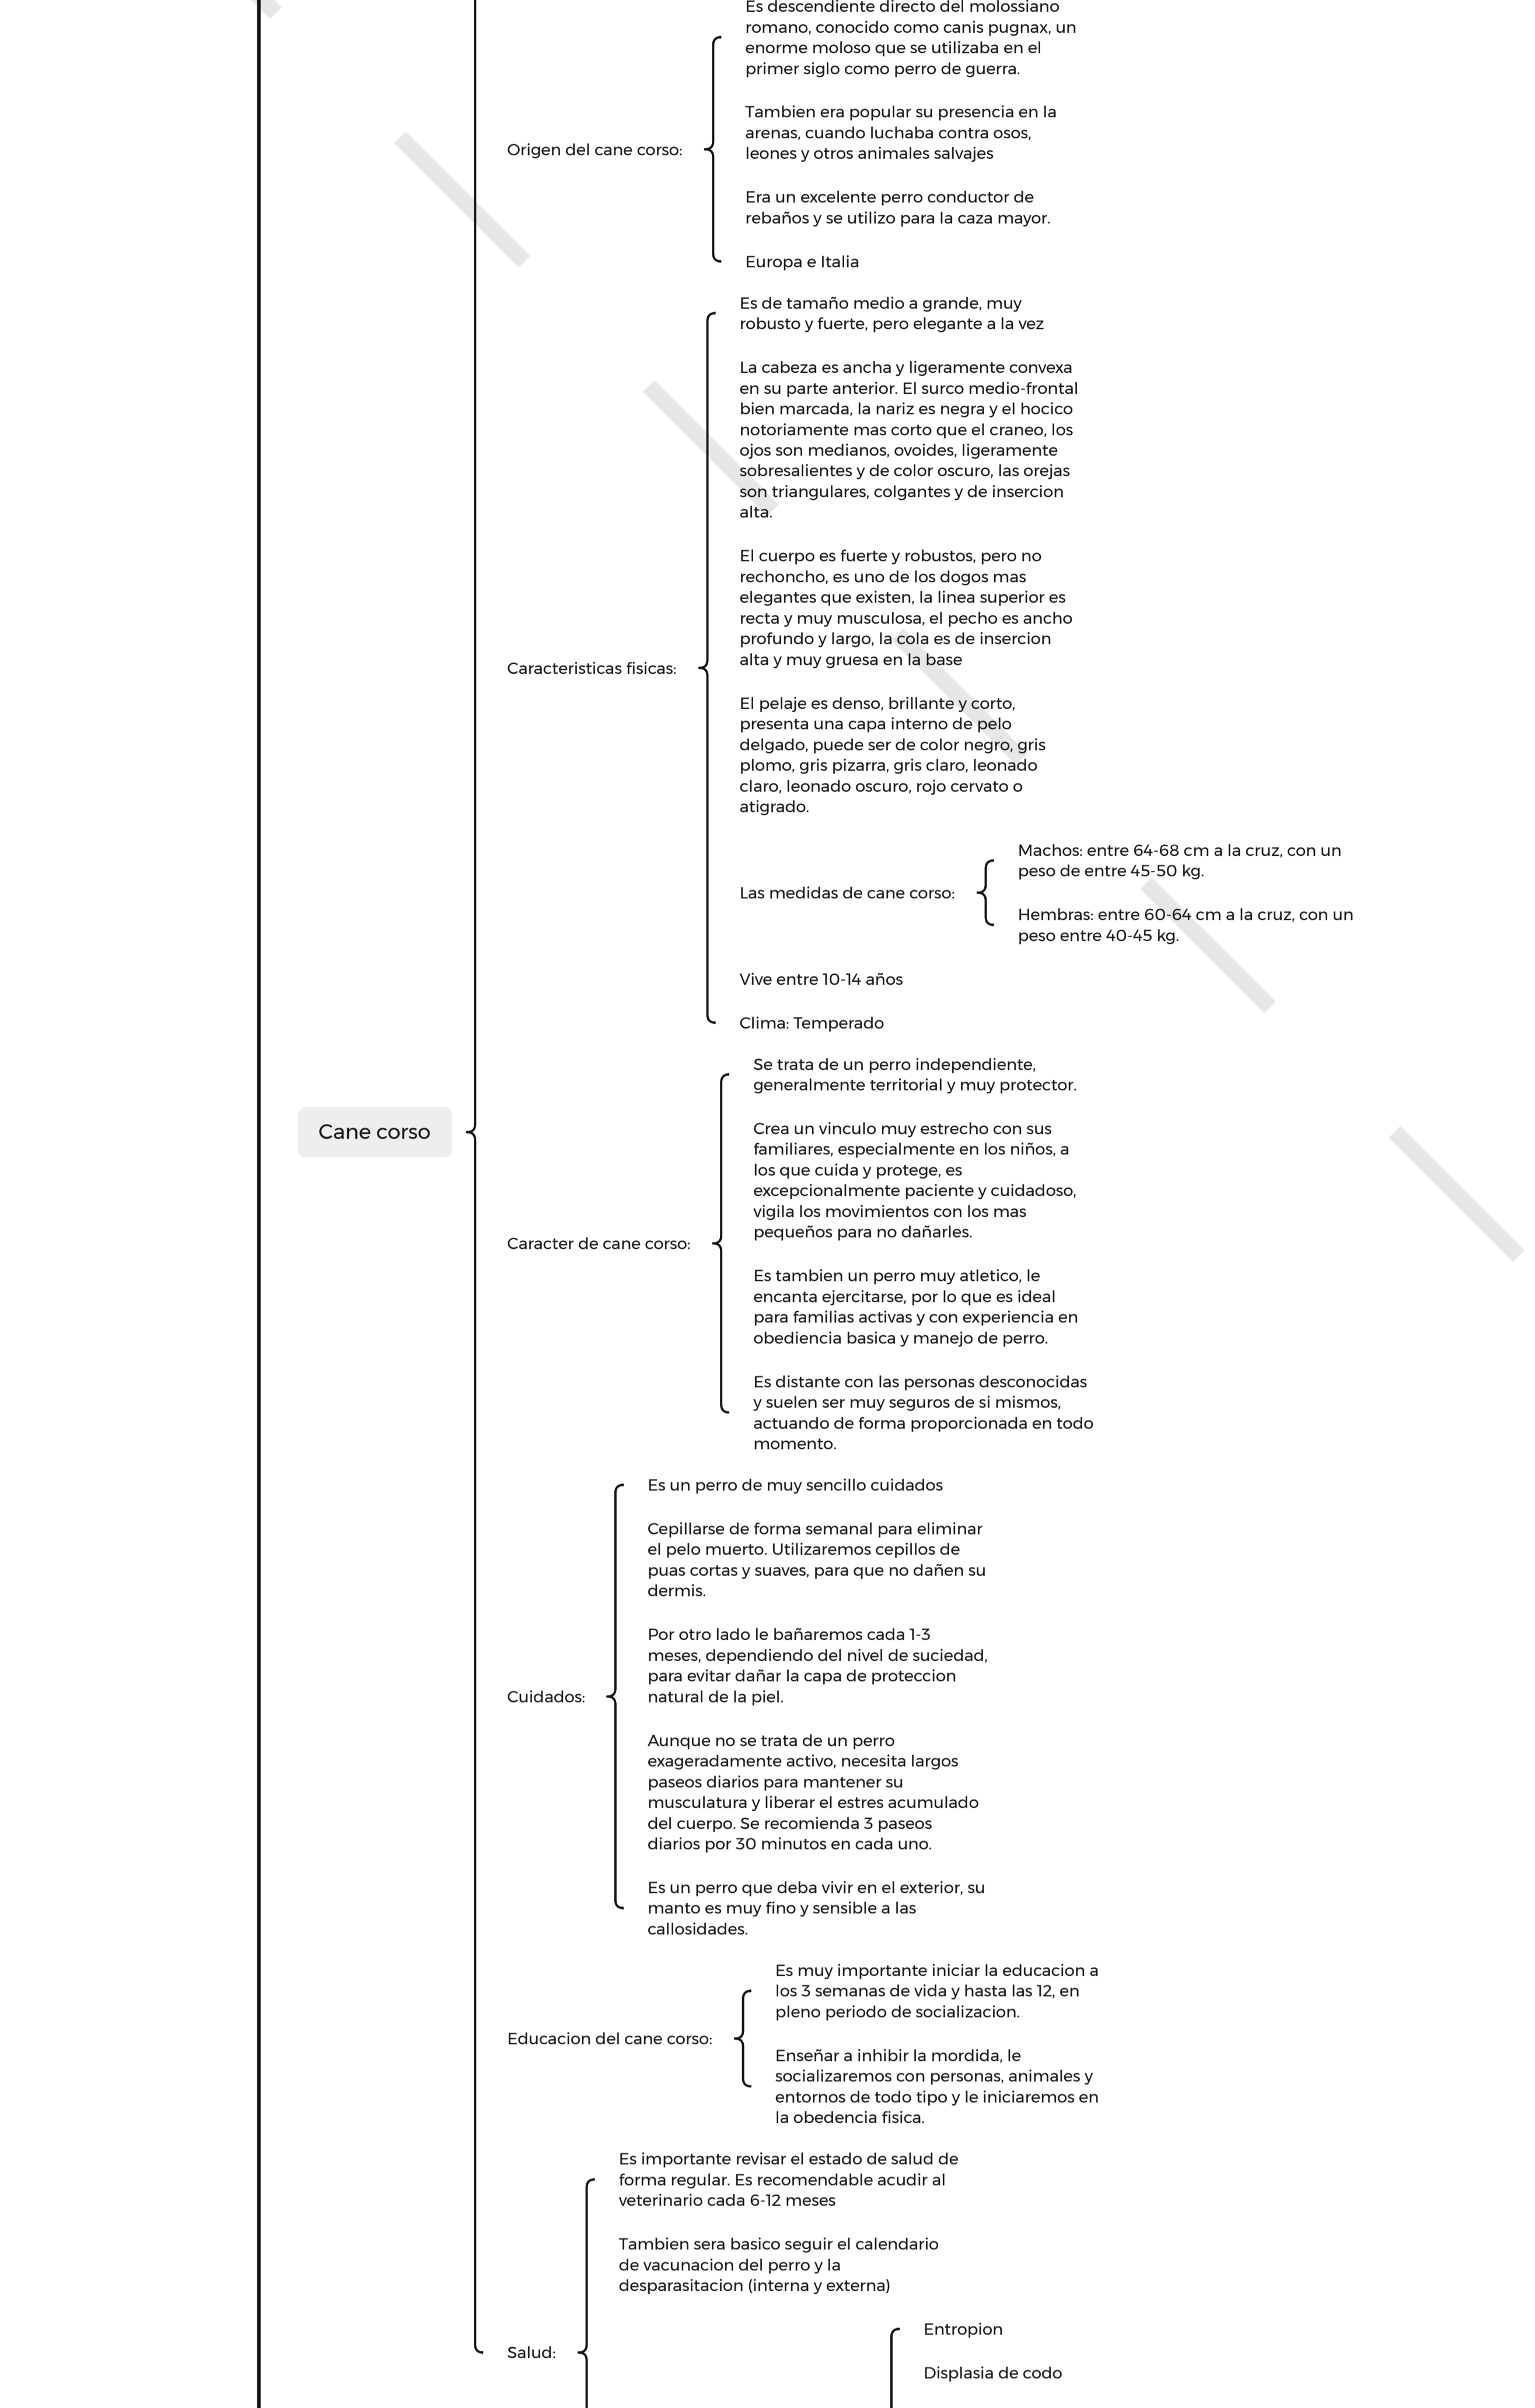 Es descendiente directo del molossiano
romano, conocido como canis pugnax, un
enorme moloso que se utilizaba en el
primer siglo como perro de guerra.
Tambien era popular su presencia en la
arenas, cuando luchaba contra osos,
leones y otros animales salvajes
Origen del cane corso:
Era un excelente perro conductor de
rebaños y se utilizo para la caza mayor.
Europa e Italia
Es de tamaño medio a grande, muy
robusto y fuerte, pero elegante a la vez
La cabeza es ancha y ligeramente convexa
en su parte anterior. El surco medio-frontal
bien marcada, la nariz es negra y el hocico
notoriamente mas corto que el craneo, los
ojos son medianos, ovoides, ligeramente
sobresalientes y de color oscuro, las orejas
son triangulares, colgantes y de insercion
alta.
El cuerpo es fuerte y robustos, pero no
rechoncho, es uno de los dogos mas
elegantes que existen, la linea superior es
recta y muy musculosa, el pecho es ancho
profundo y largo, la cola es de insercion
alta y muy gruesa en la base
Caracteristicas fisicas:
El pelaje es denso, brillante y corto,
presenta una capa interno de pelo
delgado, puede ser de color negro, gris
plomo, gris pizarra, gris claro, leonado
claro, leonado oscuro, rojo cervato o
atigrado.
Las medidas de cane corso:
Machos: entre 64-68 cm a la cruz, con un
peso de entre 45-50 kg.
Hembras: entre 60-64 cm a la cruz, con un
peso entre 40-45 kg.
Vive entre 10-14 años
Clima: Temperado
Cane corso
Se trata de un perro independiente,
generalmente territorial y muy protector.
Crea un vinculo muy estrecho con sus
familiares, especialmente en los niños, a
los que cuida y protege, es
excepcionalmente paciente y cuidadoso,
vigila los movimientos con los mas
pequeños para no dañarles.
Caracter de cane corso:
Es tambien un perro muy atletico, le
encanta ejercitarse, por lo que es ideal
para familias activas y con experiencia en
obediencia basica y manejo de perro.
Es distante con las personas desconocidas
y suelen ser muy seguros de si mismos,
actuando de forma proporcionada en todo
momento.
Es un perro de muy sencillo cuidados
Cepillarse de forma semanal para eliminar
el pelo muerto. Utilizaremos cepillos de
puas cortas y suaves, para que no dañen su
dermis.
Por otro lado le bañaremos cada 1-3
meses, dependiendo del nivel de suciedad,
para evitar dañar la capa de proteccion
natural de la piel.
Cuidados:
Aunque no se trata de un perro
exageradamente activo, necesita largos
paseos diarios para mantener su
musculatura y liberar el estres acumulado
del cuerpo. Se recomienda 3 paseos
diarios por 30 minutos en cada uno.
Es un perro que deba vivir en el exterior, su
manto es muy fino y sensible a las
callosidades.
Es muy importante iniciar la educacion a
los 3 semanas de vida y hasta las 12, en
pleno periodo de socializacion.
Educacion del cane corso:
Enseñar a inhibir la mordida, le
socializaremos con personas, animales y
entornos de todo tipo y le iniciaremos en
la obedencia fisica.
Es importante revisar el estado de salud de
forma regular. Es recomendable acudir al
veterinario cada 6-12 meses
Tambien sera basico seguir el calendario
de vacunacion del perro y la
desparasitacion (interna y externa)
Salud:
Entropion
Displasia de codo